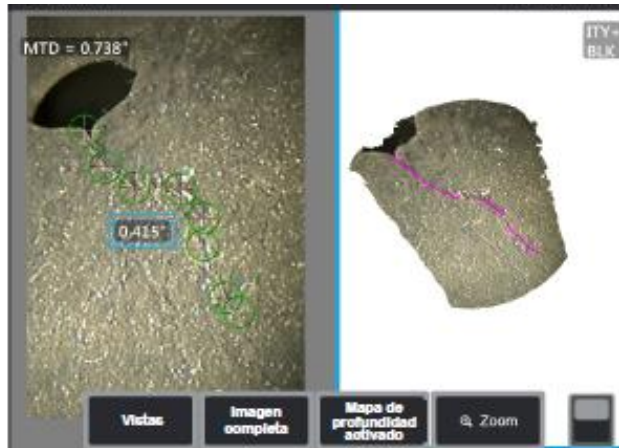 MTD = 0.738"
ITY+
BLK
0.415"
Vistas
Imagen
completa
Mapa de
profundidad
activado
Zoom